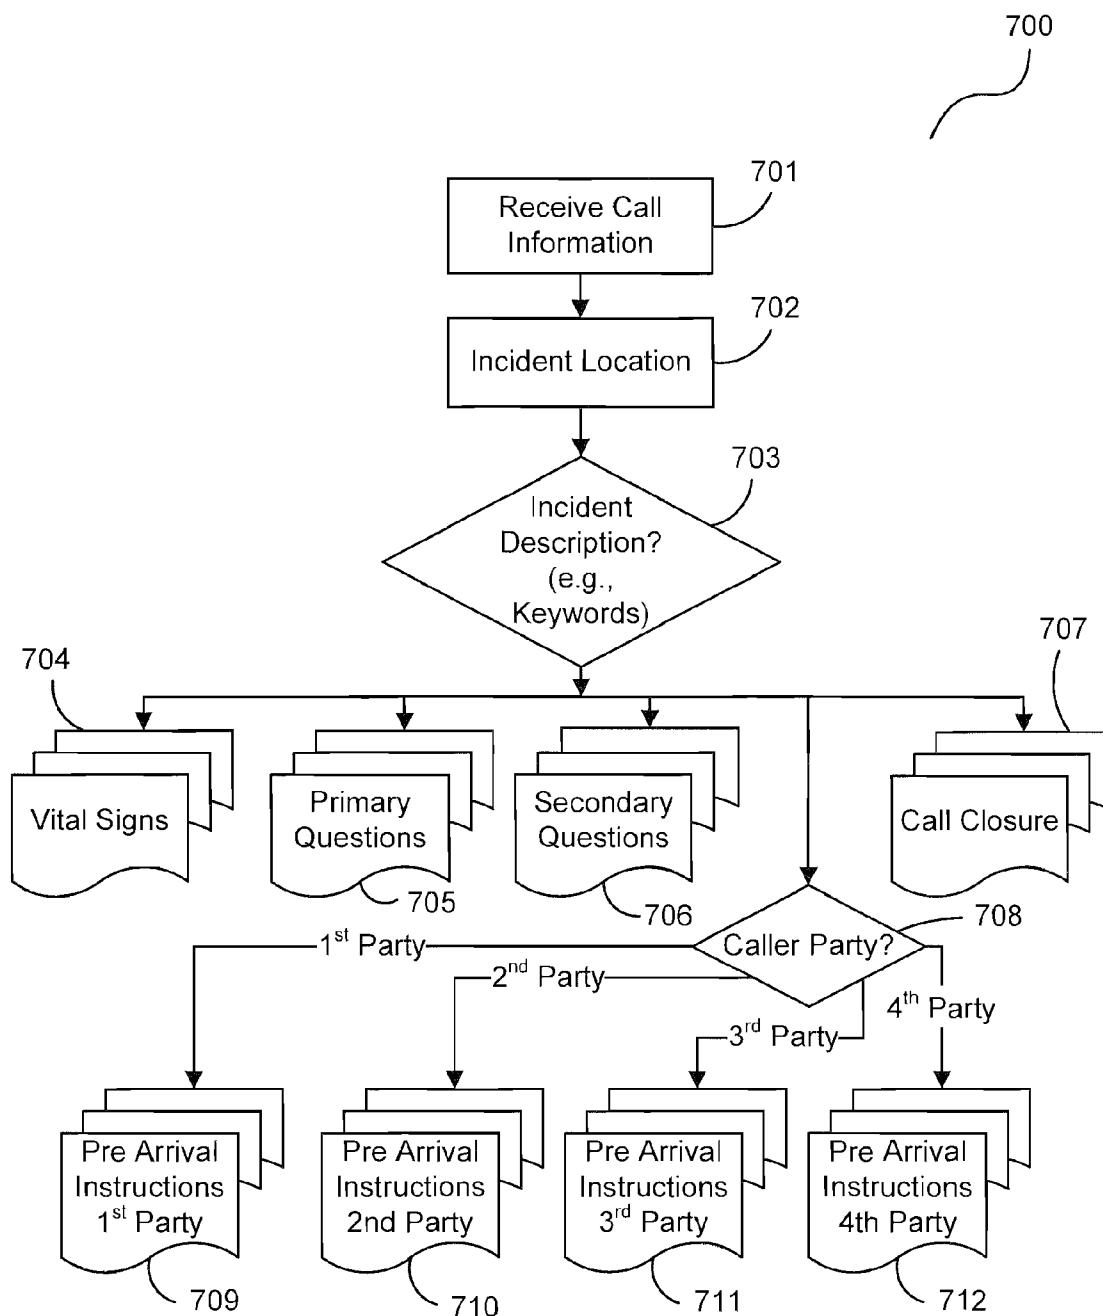 700
701
Receive Call
Information
702
Incident Location
703
Incident
Description?
(e.g.,
Keywords)
704
707
Vital Signs
Primary
Questions
Secondary
Questions
Call Closure
705
706
708
Caller Party?
1st Party
2nd Party
3rd Party
4th Party
Pre Arrival
Instructions
1st Party
Pre Arrival
Instructions
2nd Party
Pre Arrival
Instructions
3rd Party
Pre Arrival
Instructions
4th Party
709
710
711
712